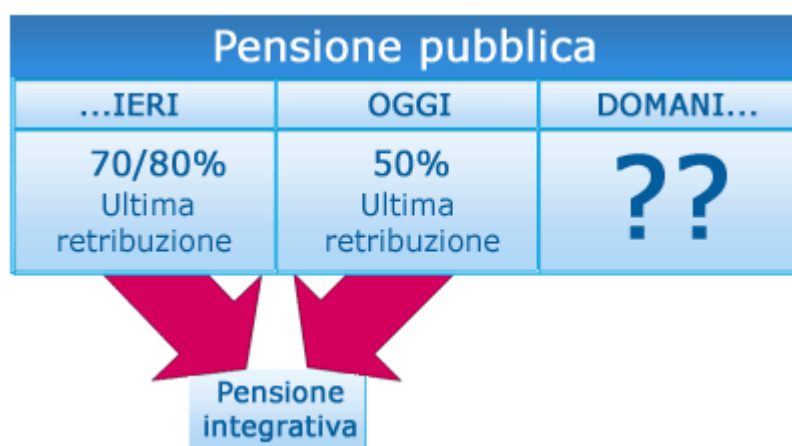 Pensione pubblica
...IERI
OGGI
DOMANI...
70/80%
Ultima
retribuzione
50%
Ultima
retribuzione
??
Pensione
integrativa